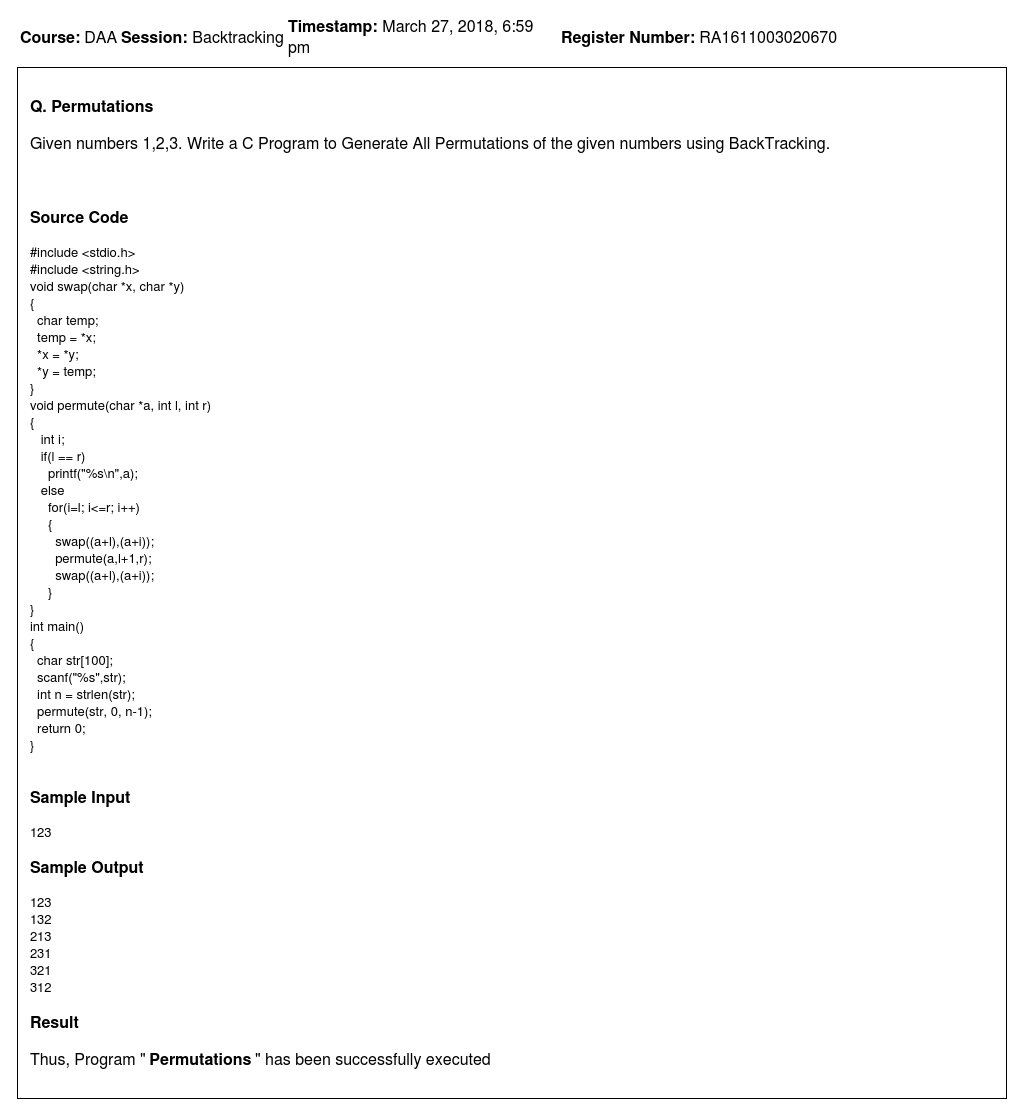 Course: DAA Session: Backtracking Timestamp: March 27, 2018, 6:59 pm Register Number: RA1611003020670
Q. Permutations
Given numbers 1,2,3. Write a C Program to Generate All Permutations of the given numbers using BackTracking.
Source Code
#include <stdio.h>
#include <string.h>
void swap(char *x, char *y)
{
  char temp;
  temp = *x;
  *x = *y;
  *y = temp;
}
void permute(char *a, int l, int r)
{
   int i;
   if(l == r)
     printf("%s\n",a);
   else
     for(i=l; i<=r; i++)
     {
       swap((a+l),(a+i));
       permute(a,l+1,r);
       swap((a+l),(a+i));
     }
}
int main()
{
  char str[100];
  scanf("%s",str);
  int n = strlen(str);
  permute(str, 0, n-1);
  return 0;
}
Sample Input
123
Sample Output
123
132
213
231
321
312
Result
Thus, Program " Permutations " has been successfully executed